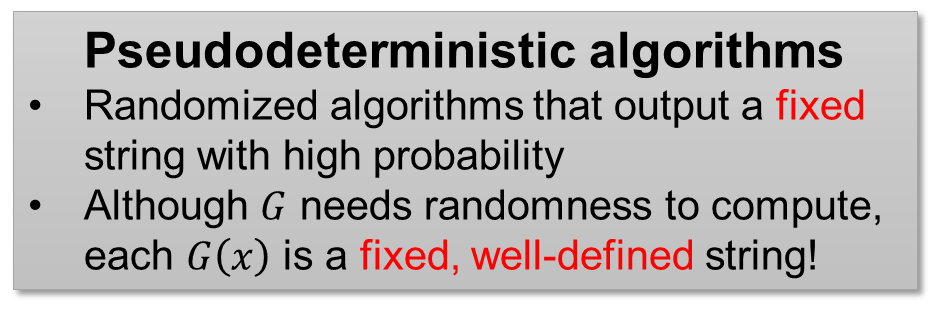 Pseudodeterministic algorithms
• Randomized algorithms that output a fixed
string with high probability
• Although 𝐺 needs randomness to compute,
each 𝐺(𝑥) is a fixed, well-defined string!